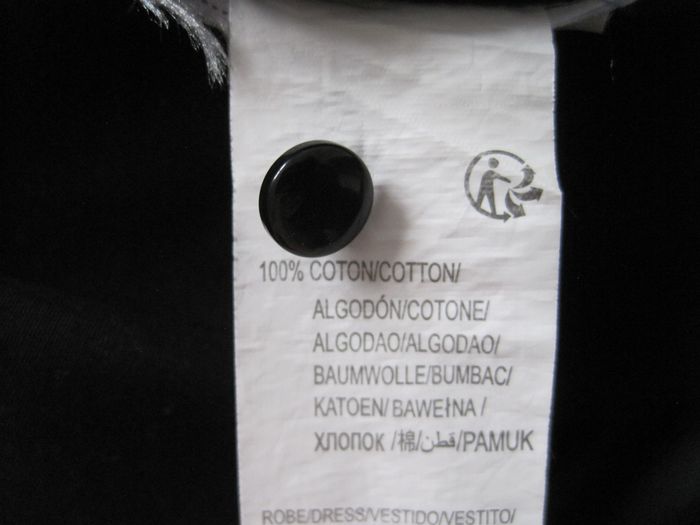 100% COTON/COTTON/
ALGODÓN/COTONE/
ALGODAO/ALGODAO/
BAUMWOLLE/BUMBAC/
KATOEN/BAWEŁNA/
ХЛОПОК /棉/قطن/PAMUK
ROBE/DRESS/VESTIDO/VESTITO/